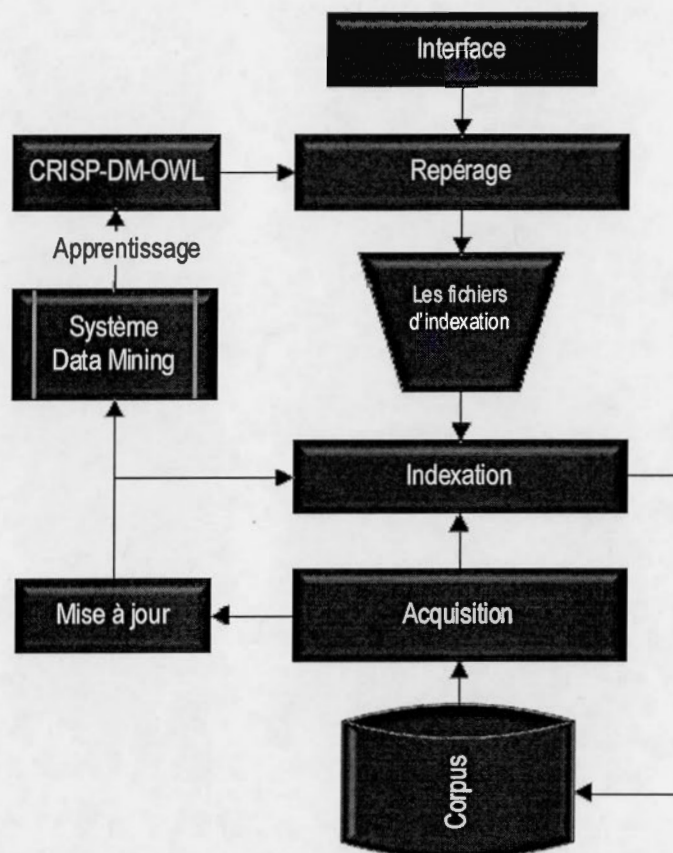 Interface
CRISP-DM-OWL
Repérage
Apprentissage
Les fichiers
d'indexation
Système
Data Mining
Indexation
Mise à jour
Acquisition
Corpus